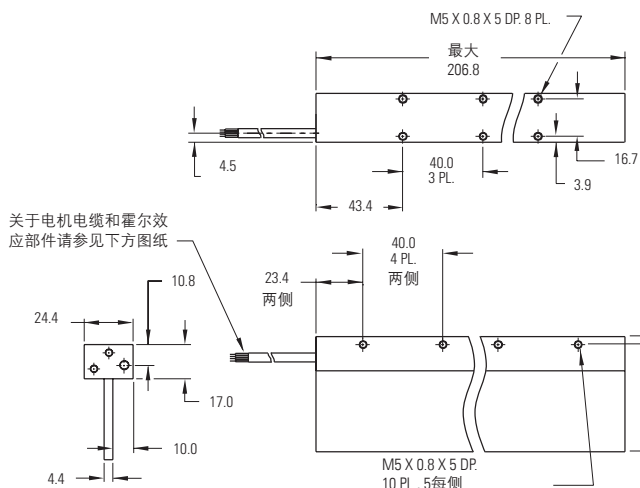 M5 X 0.8 X 5 DP. 8 PL.
最大
206.8
4.5
40.0
3 PL.
16.7
3.9
43.4
关于电机电缆和霍尔效
应部件请参见下方图纸
40.0
4 PL.
两侧
23.4
两侧
10.8
24.4
17.0
10.0
4.4
M5 X 0.8 X 5 DP.
10 PL., 5每侧